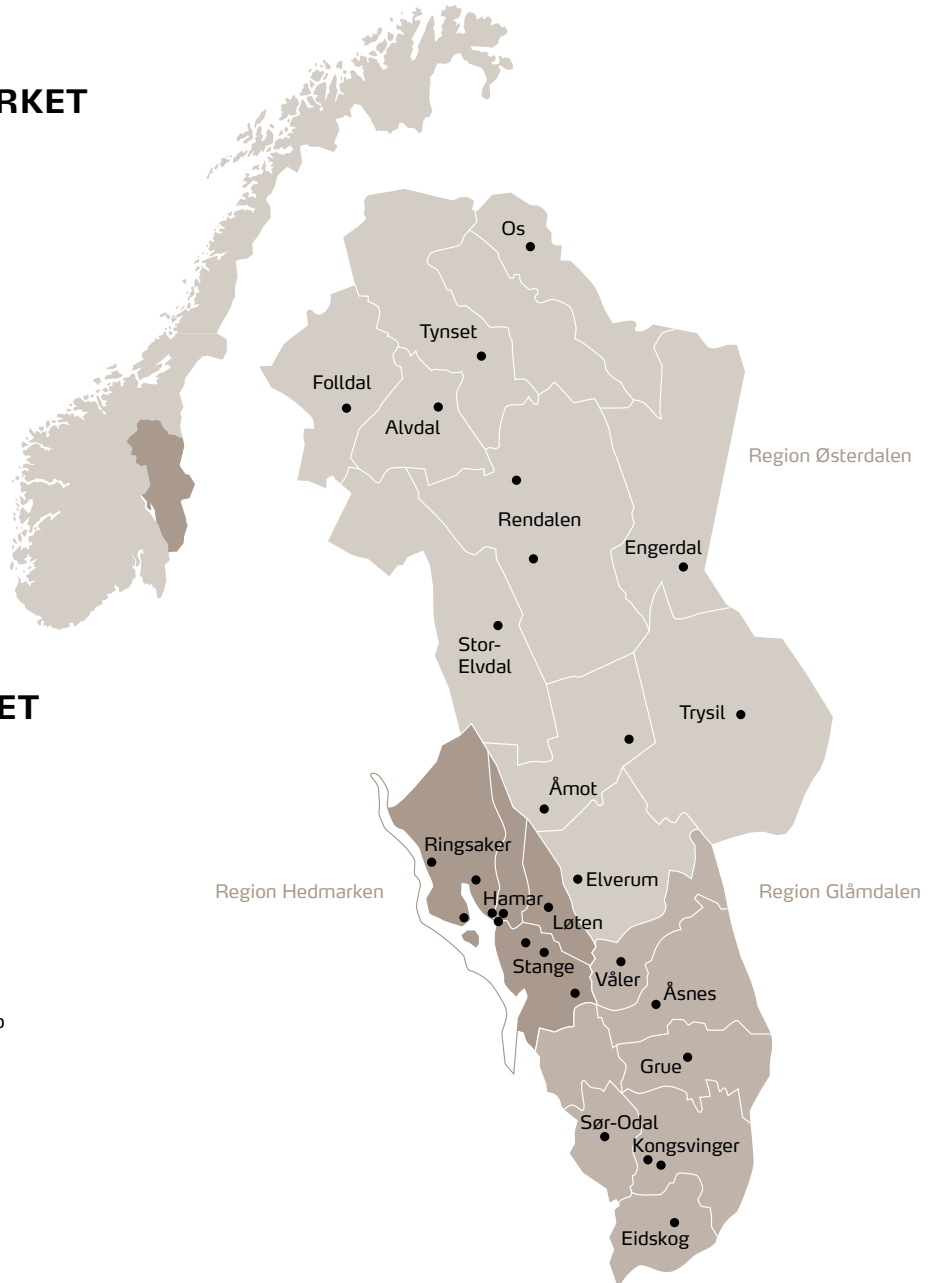 RKET
Os
Tynset
Folldal
Alvdal
Region Østerdalen
Rendalen
Engerdal
Stor-
Elvdal
ET
Trysil
Åmot
Ringsaker
Region Hedmarken
Elverum
Region Glåmdalen
Hamar
Løten
Stange
Våler
Åsnes
Grue
Sør-Odal
Kongsvinger
Eidskog